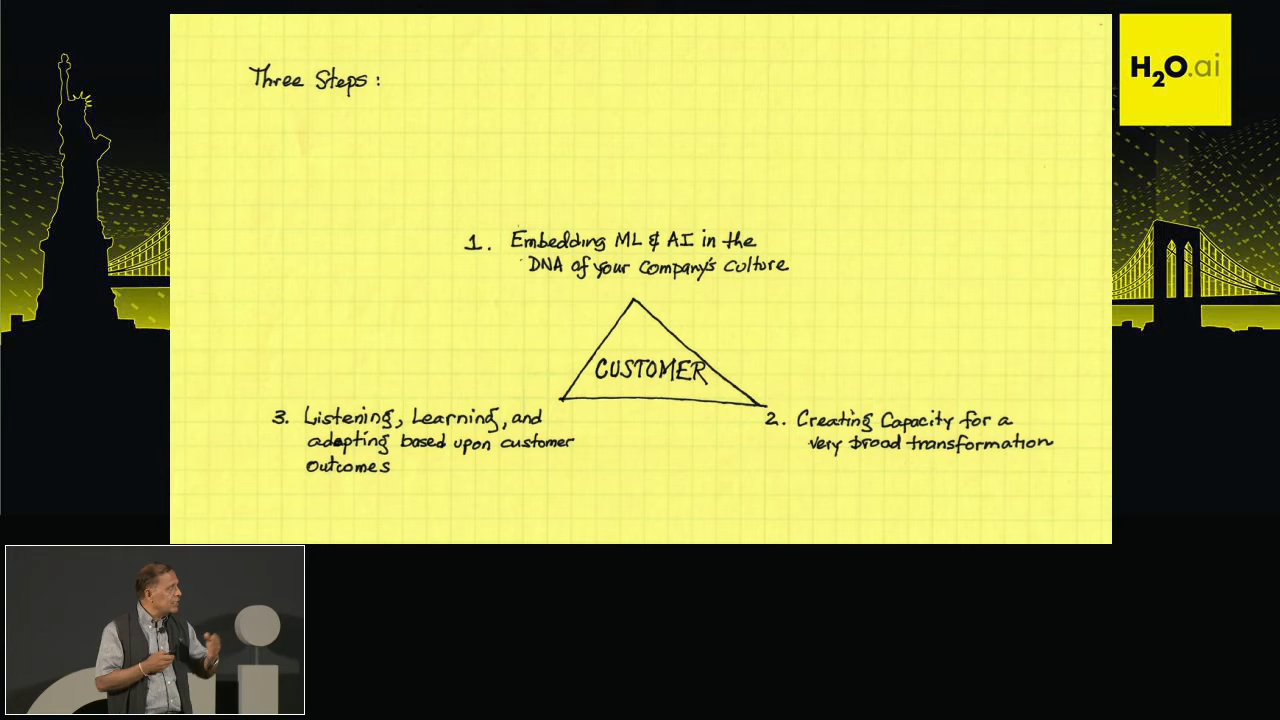 Three Steps :
H2O.ai
1. Embedding ML & AI in the
DNA of your Company's culture
CUSTOMER
3. Listening, Learning, and
adapting based upon customer
outcomes
2. Creating Capacity for a
very broad transformation